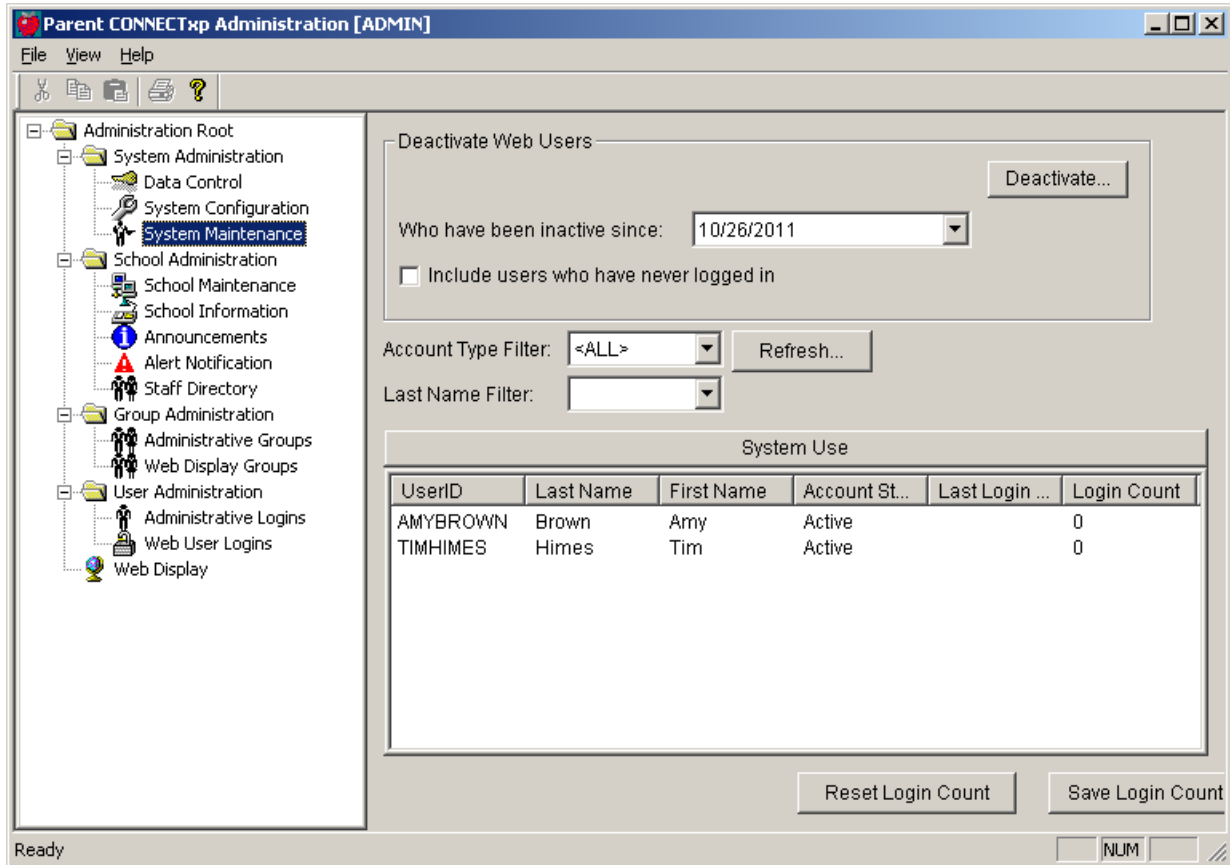 Parent CONNECTxp Administration [ADMIN]
File View Help
Administration Root
System Administration
Data Control
System Configuration
System Maintenance
School Administration
School Maintenance
School Information
Announcements
Alert Notification
Staff Directory
Group Administration
Administrative Groups
Web Display Groups
User Administration
Administrative Logins
Web User Logins
Web Display
Deactivate Web Users
Deactivate...
Who have been inactive since: 10/26/2011
Include users who have never logged in
Account Type Filter: <ALL> Refresh...
Last Name Filter:
System Use
UserID Last Name First Name Account St... Last Login ... Login Count
AMYBROWN Brown Amy Active 0
TIMHIMES Himes Tim Active 0
Reset Login Count Save Login Count
Ready NUM